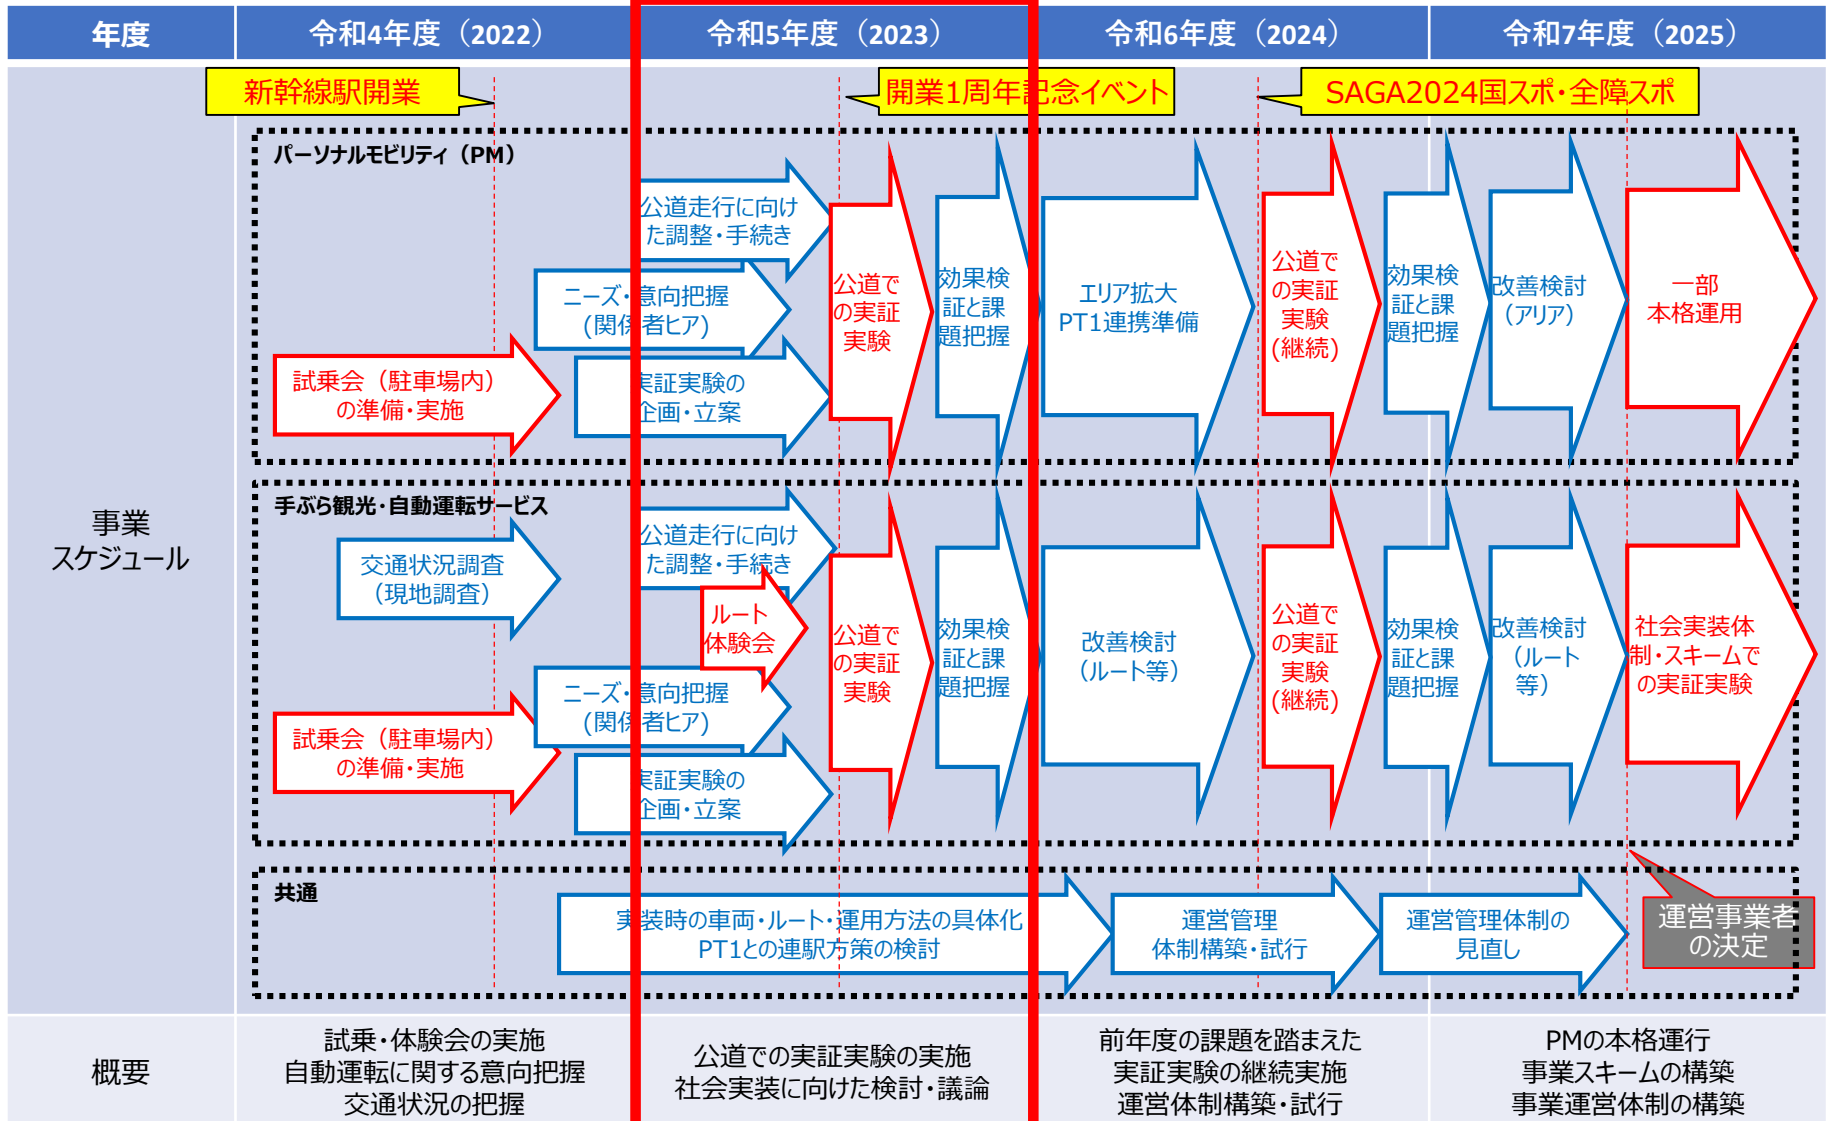 年度
令和4年度（2022）
令和5年度（2023）
令和6年度（2024）
令和7年度（2025）
新幹線駅開業
開業1周年記念イベント
SAGA2024国スポ・全障スポ
事業
スケジュール
パーソナルモビリティ（PM）
公道走行に向け
た調整・手続き
ニーズ・意向把握
(関係者ヒア)
試乗会（駐車場内）
の準備・実施
実証実験の
企画・立案
公道で
の実証
実験
効果検
証と課
題把握
エリア拡大
PT1連携準備
公道で
の実証
実験
(継続)
効果検
証と課
題把握
改善検討
（アリア）
一部
本格運用
手ぶら観光・自動運転サービス
交通状況調査
（現地調査）
公道走行に向け
た調整・手続き
ルート
体験会
ニーズ・意向把握
(関係者ヒア)
試乗会（駐車場内）
の準備・実施
実証実験の
企画・立案
公道で
の実証
実験
効果検
証と課
題把握
改善検討
（ルート等）
公道で
の実証
実験
(継続)
効果検
証と課
題把握
改善検討
（ルート
等）
社会実装体
制・スキームで
の実証実験
共通
実装時の車両・ルート・運用方法の具体化
PT1との連駅方策の検討
運営管理
体制構築・試行
運営管理体制の
見直し
運営事業者
の決定
概要
試乗・体験会の実施
自動運転に関する意向把握
交通状況の把握
公道での実証実験の実施
社会実装に向けた検討・議論
前年度の課題を踏まえた
実証実験の継続実施
運営体制構築・試行
PMの本格運行
事業スキームの構築
事業運営体制の構築